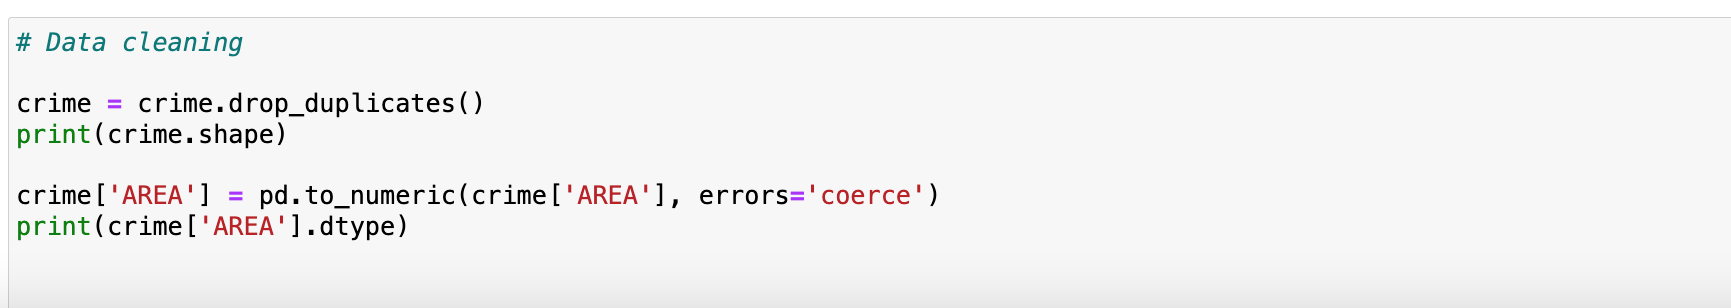 # Data cleaning
crime = crime.drop_duplicates()
print(crime.shape)
crime['AREA'] = pd.to_numeric(crime['AREA'], errors='coerce')
print(crime['AREA'].dtype)